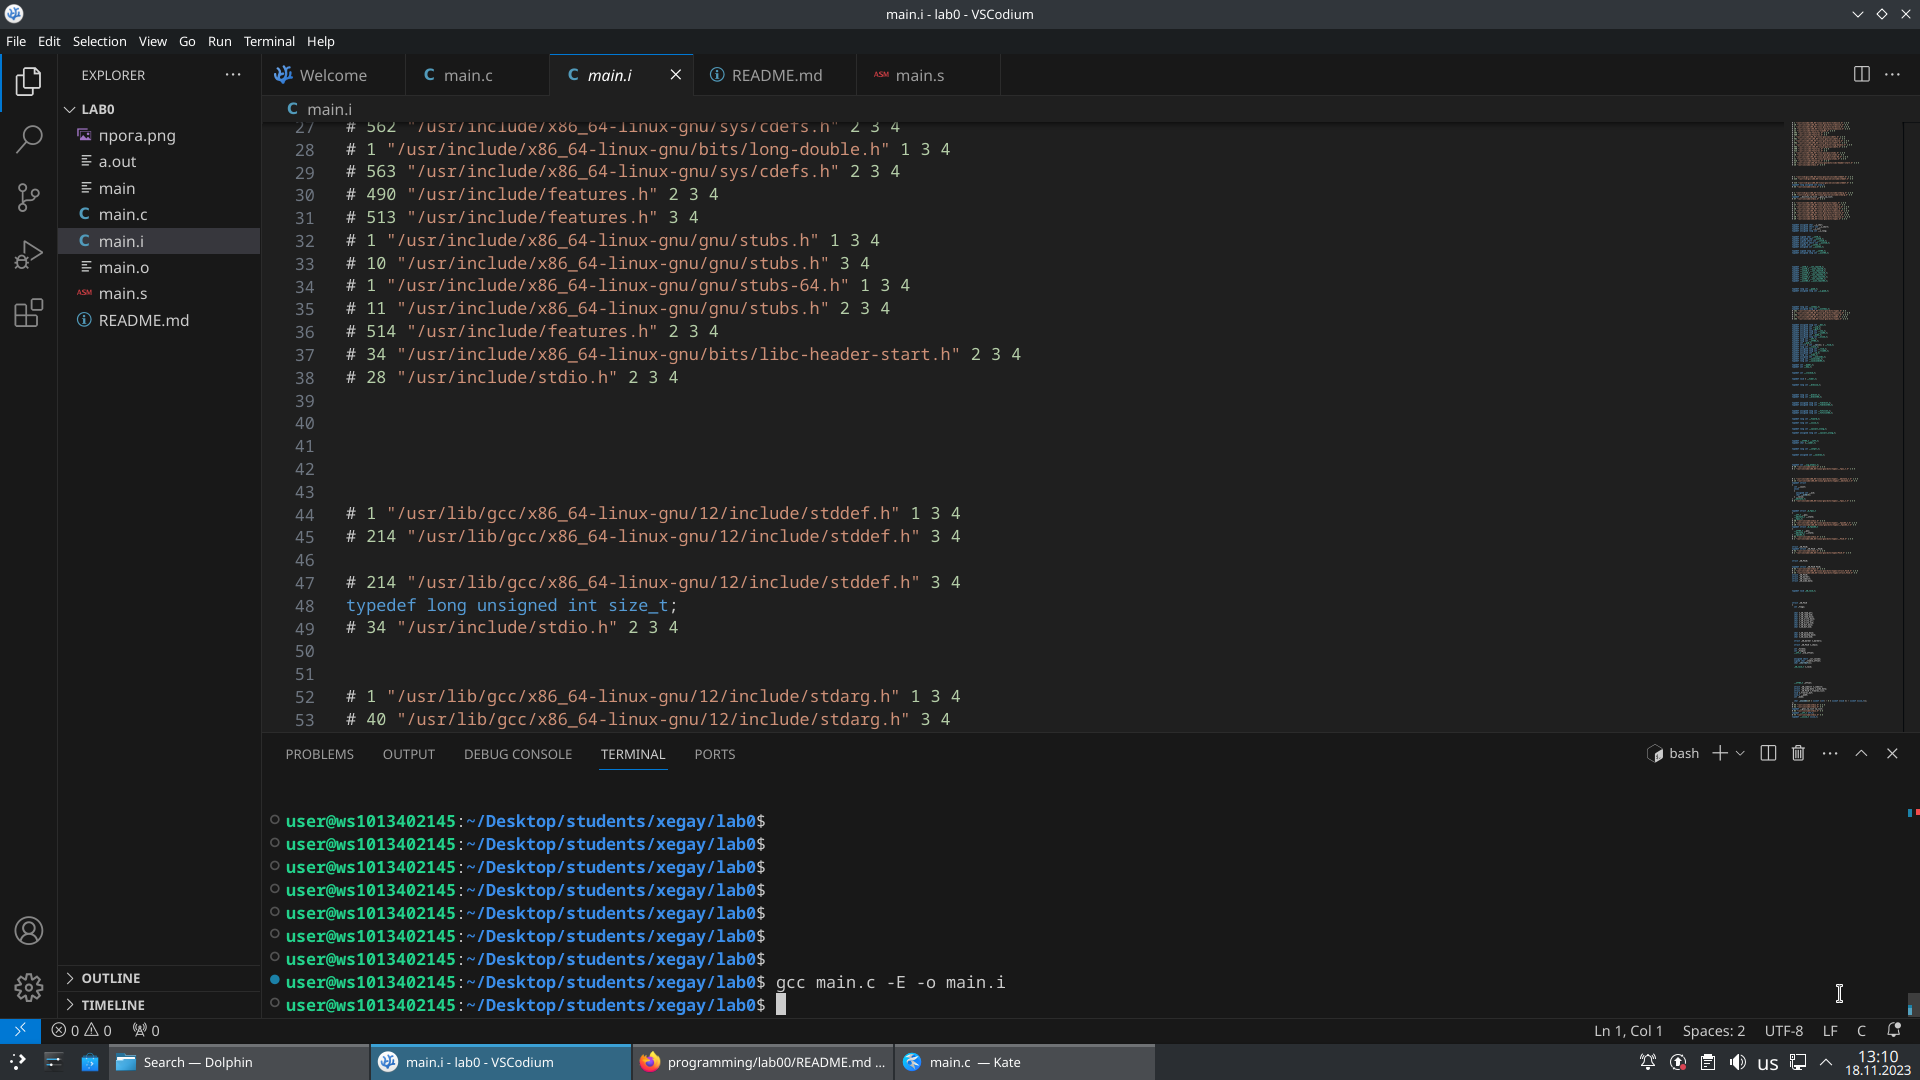 main.i - lab0 - VSCodium
File Edit Selection View Go Run Terminal Help
EXPLORER
Welcome
C main.c
C main.i
README.md
ASM main.s
LAB0
прога.png
a.out
main
C main.c
C main.i
main.o
ASM main.s
README.md
OUTLINE
TIMELINE
C main.i
27 # 562 "/usr/include/x86_64-linux-gnu/sys/cdefs.h" 2 3 4
28 # 1 "/usr/include/x86_64-linux-gnu/bits/long-double.h" 1 3 4
29 # 563 "/usr/include/x86_64-linux-gnu/sys/cdefs.h" 2 3 4
30 # 490 "/usr/include/features.h" 2 3 4
31 # 513 "/usr/include/features.h" 3 4
32 # 1 "/usr/include/x86_64-linux-gnu/gnu/stubs.h" 1 3 4
33 # 10 "/usr/include/x86_64-linux-gnu/gnu/stubs.h" 3 4
34 # 1 "/usr/include/x86_64-linux-gnu/gnu/stubs-64.h" 1 3 4
35 # 11 "/usr/include/x86_64-linux-gnu/gnu/stubs.h" 2 3 4
36 # 514 "/usr/include/features.h" 2 3 4
37 # 34 "/usr/include/x86_64-linux-gnu/bits/libc-header-start.h" 2 3 4
38 # 28 "/usr/include/stdio.h" 2 3 4
39
40
41
42
43
44 # 1 "/usr/lib/gcc/x86_64-linux-gnu/12/include/stddef.h" 1 3 4
45 # 214 "/usr/lib/gcc/x86_64-linux-gnu/12/include/stddef.h" 3 4
46
47 # 214 "/usr/lib/gcc/x86_64-linux-gnu/12/include/stddef.h" 3 4
48 typedef long unsigned int size_t;
49 # 34 "/usr/include/stdio.h" 2 3 4
50
51
52 # 1 "/usr/lib/gcc/x86_64-linux-gnu/12/include/stdarg.h" 1 3 4
53 # 40 "/usr/lib/gcc/x86_64-linux-gnu/12/include/stdarg.h" 3 4
PROBLEMS OUTPUT DEBUG CONSOLE TERMINAL PORTS
bash
user@ws1013402145:~/Desktop/students/xegay/lab0$
user@ws1013402145:~/Desktop/students/xegay/lab0$
user@ws1013402145:~/Desktop/students/xegay/lab0$
user@ws1013402145:~/Desktop/students/xegay/lab0$
user@ws1013402145:~/Desktop/students/xegay/lab0$
user@ws1013402145:~/Desktop/students/xegay/lab0$
user@ws1013402145:~/Desktop/students/xegay/lab0$
user@ws1013402145:~/Desktop/students/xegay/lab0$ gcc main.c -E -o main.i
user@ws1013402145:~/Desktop/students/xegay/lab0$
0 0 0
Ln 1, Col 1 Spaces: 2 UTF-8 LF C
Search — Dolphin
main.i - lab0 - VSCodium
programming/lab00/README.md ...
main.c — Kate
us
13:10
18.11.2023